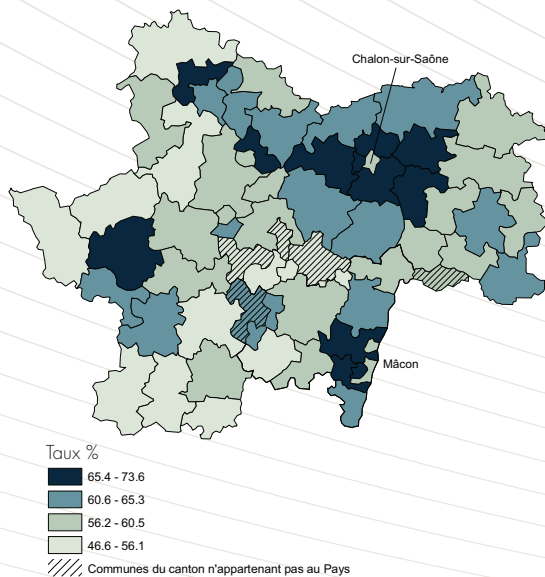 Chalon-sur-Saône
Mâcon
Taux %
65.4 - 73.6
60.6 - 65.3
56.2 - 60.5
46.6 - 56.1
Communes du canton n'appartenant pas au Pays